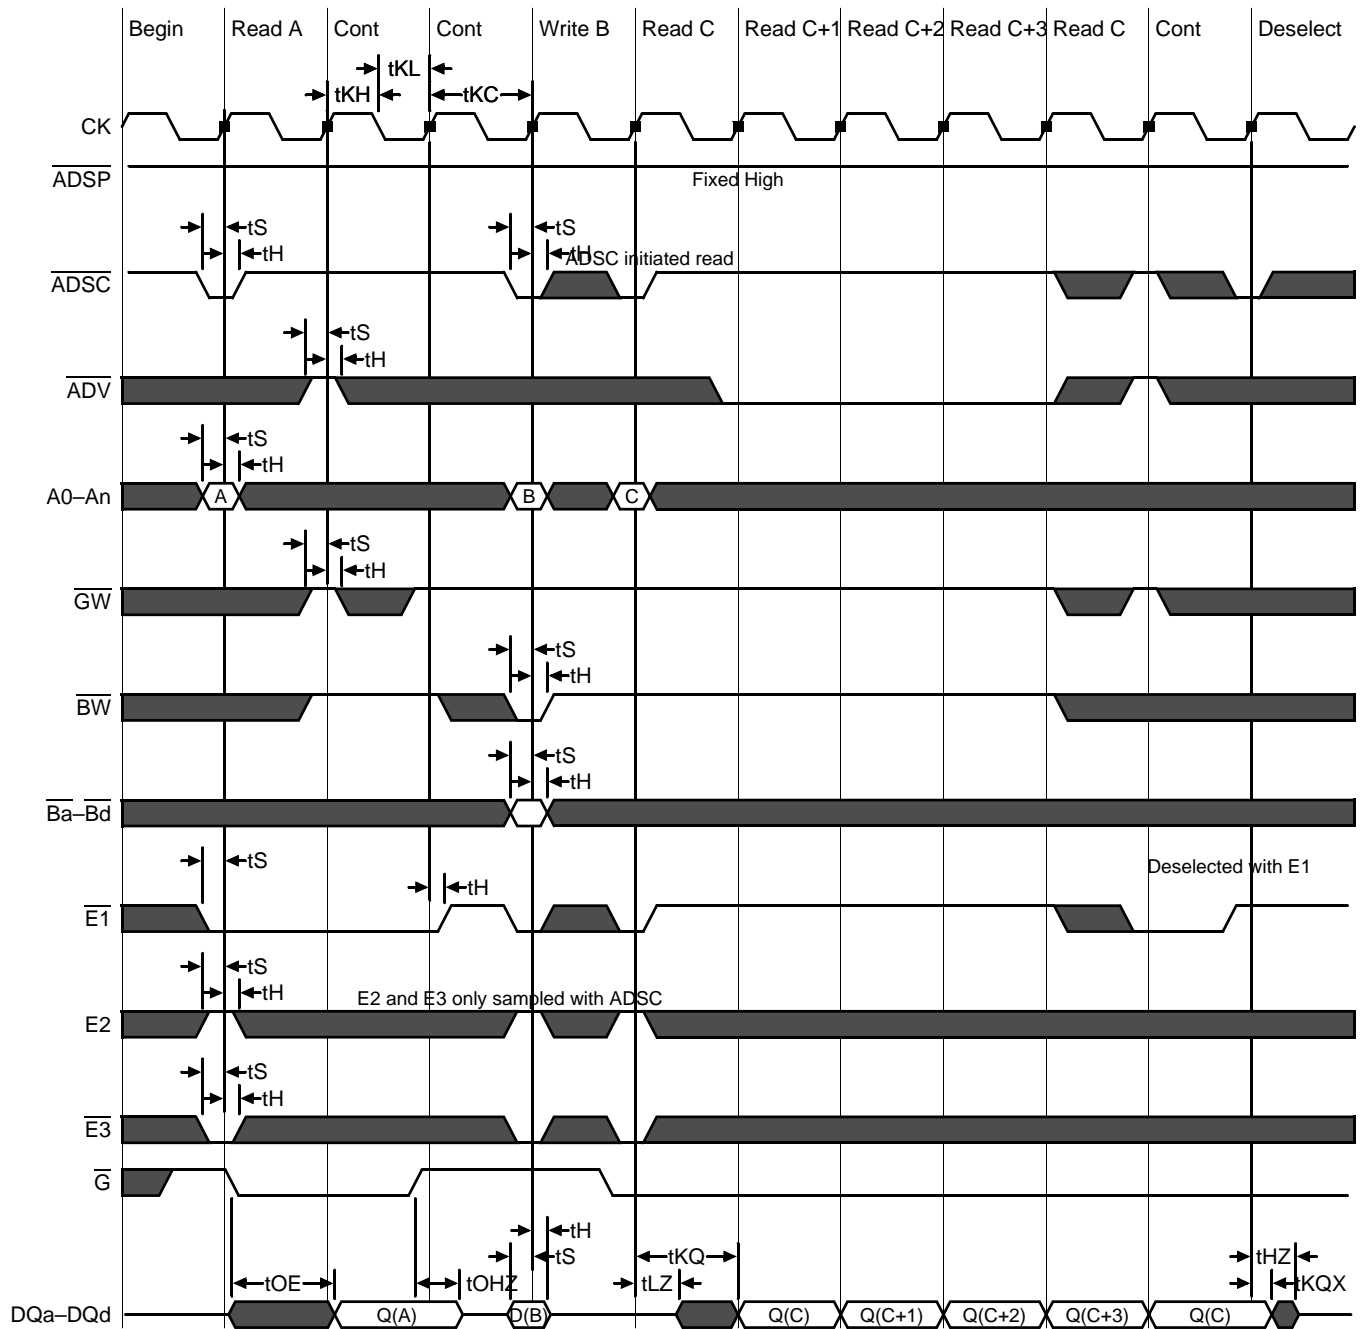 Begin Read A Cont Cont Write B Read C Read C+1 Read C+2 Read C+3 Read C Cont Deselect
tKL
tKH tKC
CK
ADSP
Fixed High
tS tS
tH tH
ADSC initiated read
ADSC
tS
tH
ADV
tS
tH
A0–An A B C
tS
tH
GW
tS
tH
BW
tS
tH
Ba–Bd
tS
Deselected with E1
tH
E1
tS
tH
E2 and E3 only sampled with ADSC
E2
tS
tH
E3
G
tH
tS tKQ tHZ
tOE tOHZ tLZ tKQX
DQa–DQd Q(A) D(B) Q(C) Q(C+1) Q(C+2) Q(C+3) Q(C)